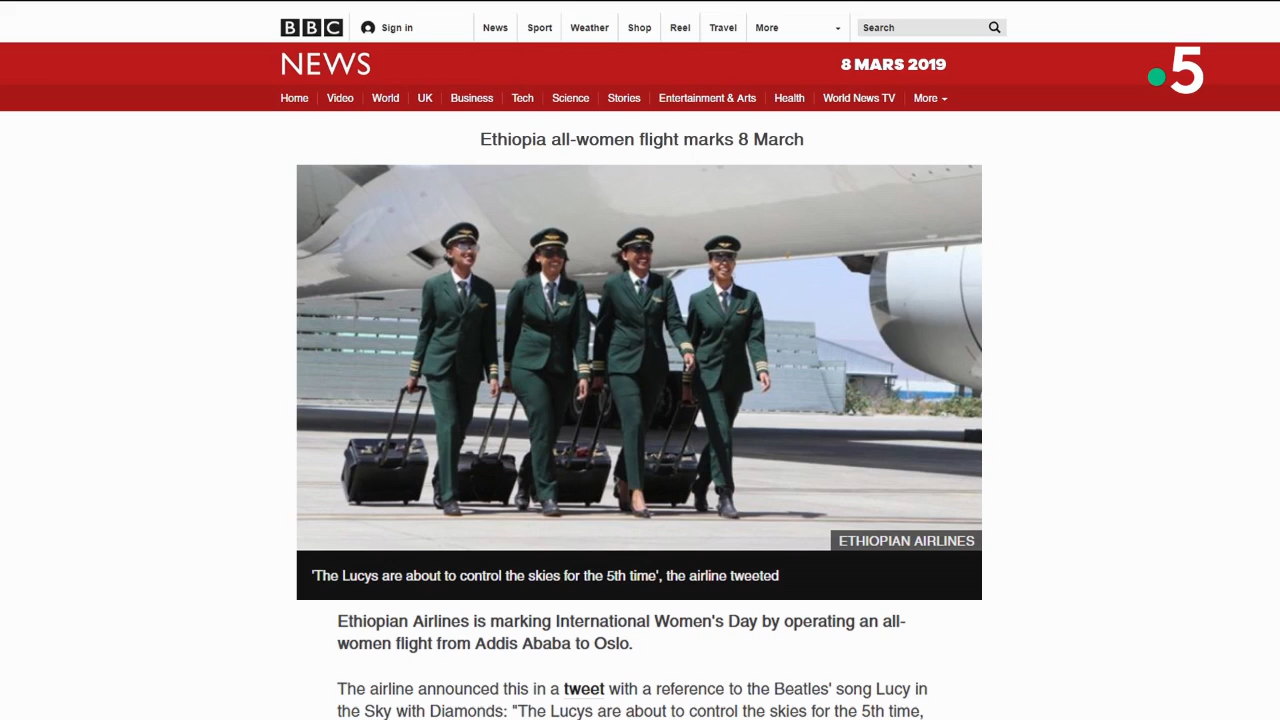 BBC
Sign in
News
Sport
Weather
Shop
Reel
Travel
More
Search
NEWS
8 MARS 2019
5
Home
Video
World
UK
Business
Tech
Science
Stories
Entertainment & Arts
Health
World News TV
More
Ethiopia all-women flight marks 8 March
ETHIOPIAN AIRLINES
'The Lucys are about to control the skies for the 5th time', the airline tweeted
Ethiopian Airlines is marking International Women's Day by operating an all-
women flight from Addis Ababa to Oslo.
The airline announced this in a tweet with a reference to the Beatles' song Lucy in
the Sky with Diamonds: "The Lucys are about to control the skies for the 5th time,